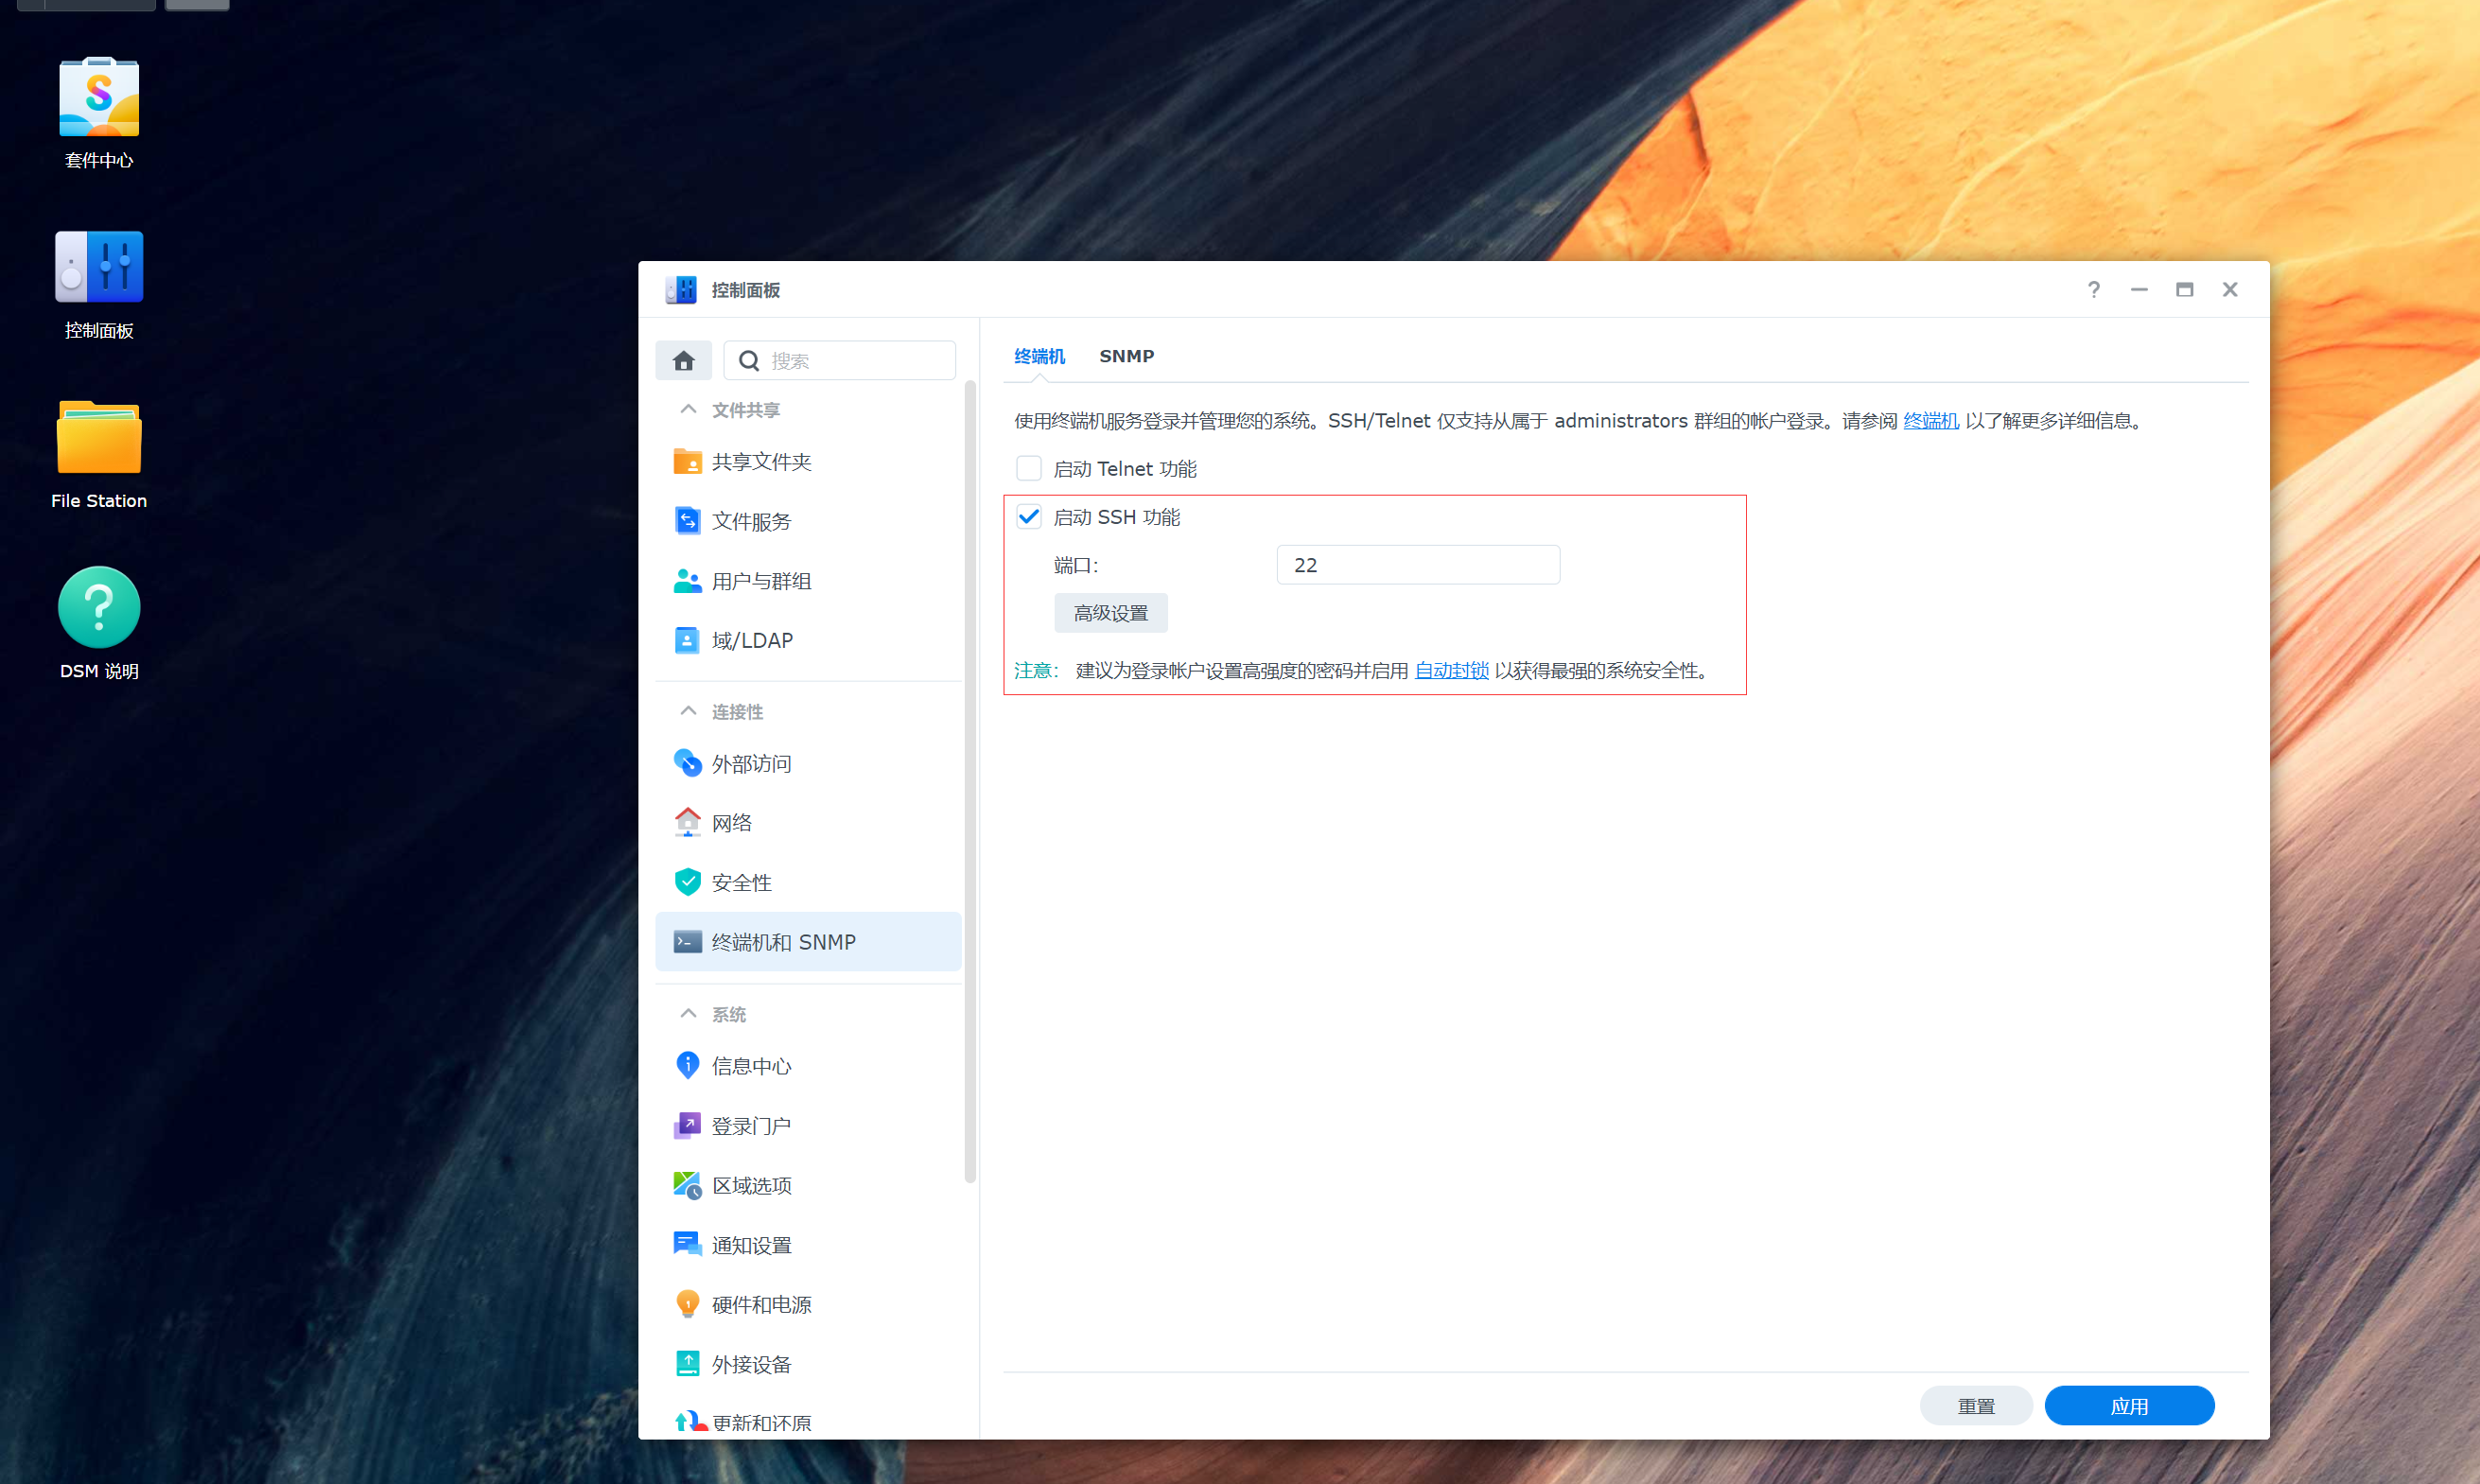 套件中心
控制面板
File Station
DSM 说明
控制面板
搜索
文件共享
共享文件夹
文件服务
用户与群组
域/LDAP
连接性
外部访问
网络
安全性
终端机和 SNMP
系统
信息中心
登录门户
区域选项
通知设置
硬件和电源
外接设备
更新和还原
终端机 SNMP
使用终端机服务登录并管理您的系统。SSH/Telnet 仅支持从属于 administrators 群组的帐户登录。请参阅 终端机 以了解更多详细信息。
启动 Telnet 功能
启动 SSH 功能
端口: 22
高级设置
注意: 建议为登录帐户设置高强度的密码并启用 自动封锁 以获得最强的系统安全性。
重置 应用